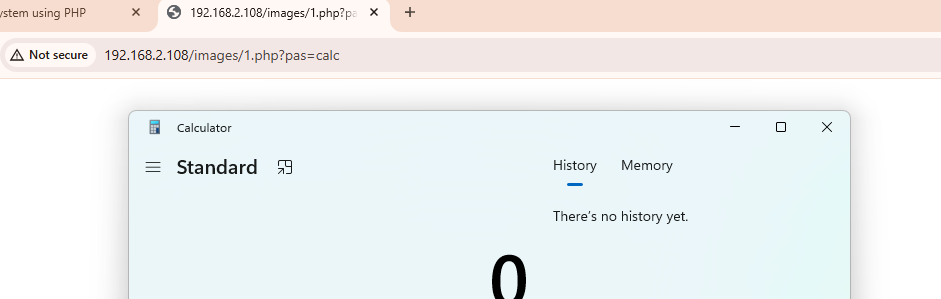 ystem using PHP
192.168.2.108/images/1.php?pa
Not secure
192.168.2.108/images/1.php?pas=calc
Calculator
Standard
History Memory
There's no history yet.
0